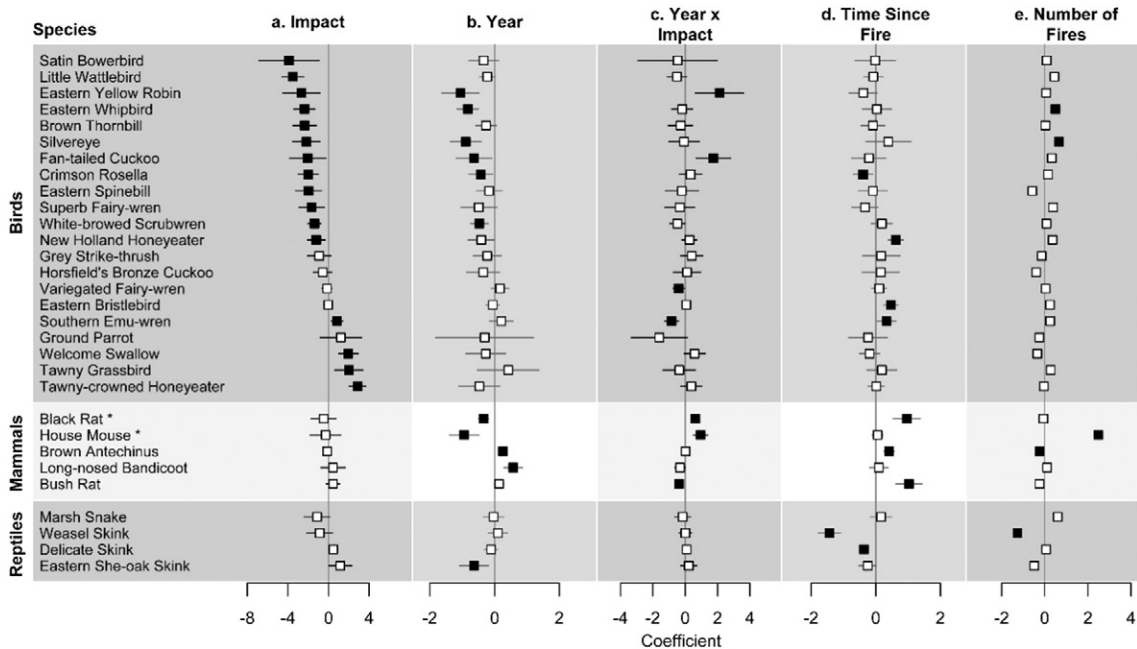 Species
a. Impact
b. Year
c. Year x
Impact
d. Time Since
Fire
e. Number of
Fires
Birds
Satin Bowerbird
Little Wattlebird
Eastern Yellow Robin
Eastern Whipbird
Brown Thornbill
Silvereye
Fan-tailed Cuckoo
Crimson Rosella
Eastern Spinebill
Superb Fairy-wren
White-browed Scrubwren
New Holland Honeyeater
Grey Strike-thrush
Horsfield's Bronze Cuckoo
Variegated Fairy-wren
Eastern Bristlebird
Southern Emu-wren
Ground Parrot
Welcome Swallow
Tawny Grassbird
Tawny-crowned Honeyeater
Mammals
Black Rat *
House Mouse *
Brown Antechinus
Long-nosed Bandicoot
Bush Rat
Reptiles
Marsh Snake
Weasel Skink
Delicate Skink
Eastern She-oak Skink
-8 -4 0 4
-2 0 2
-4 -2 0 2 4
-2 0 2
-2 0 2 4
Coefficient